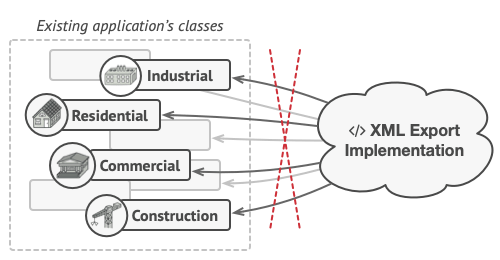 Existing application's classes
Industrial
Residential
Commercial
Construction
</> XML Export
Implementation